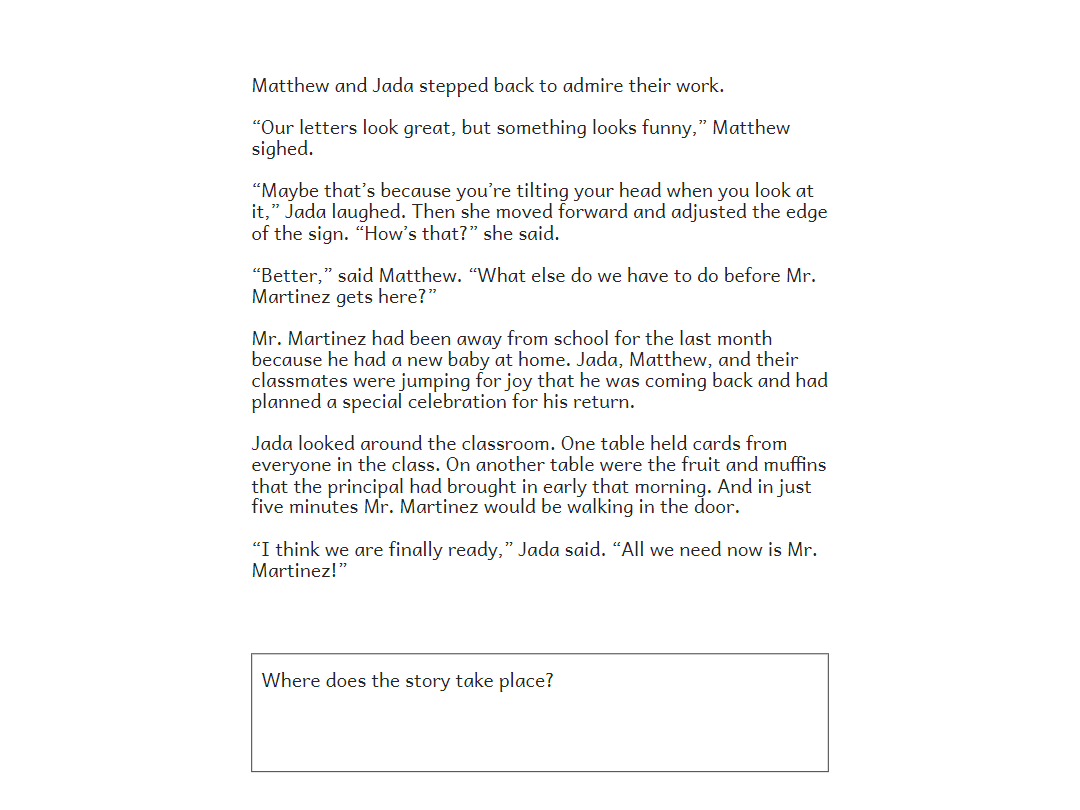 Matthew and Jada stepped back to admire their work.
“Our letters look great, but something looks funny,” Matthew
sighed.
“Maybe that’s because you’re tilting your head when you look at
it,” Jada laughed. Then she moved forward and adjusted the edge
of the sign. “How’s that?” she said.
“Better,” said Matthew. “What else do we have to do before Mr.
Martinez gets here?”
Mr. Martinez had been away from school for the last month
because he had a new baby at home. Jada, Matthew, and their
classmates were jumping for joy that he was coming back and had
planned a special celebration for his return.
Jada looked around the classroom. One table held cards from
everyone in the class. On another table were the fruit and muffins
that the principal had brought in early that morning. And in just
five minutes Mr. Martinez would be walking in the door.
“I think we are finally ready,” Jada said. “All we need now is Mr.
Martinez!”
Where does the story take place?